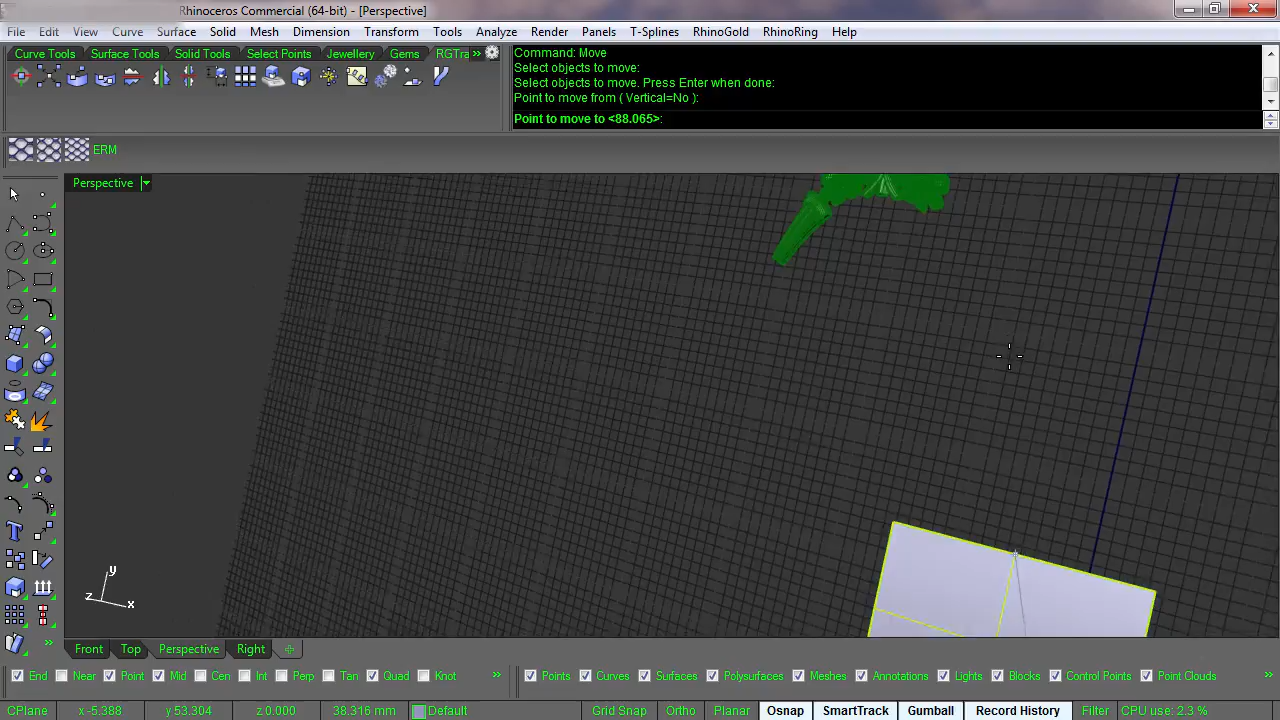 Rhinoceros Commercial (64-bit) - [Perspective]
File Edit View Curve Surface Solid Mesh Dimension Transform Tools Analyze Render Panels T-Splines RhinoGold RhinoRing Help
Curve Tools Surface Tools Solid Tools Select Points Jewellery Gems RGTra »
Command: Move
Select objects to move:
Select objects to move. Press Enter when done:
Point to move from ( Vertical=No ):
Point to move to <88.065>:
ERM
Perspective
y
z
x
Front Top Perspective Right
End Near Point Mid Cen Int Perp Tan Quad Knot » Points Curves Surfaces Polysurfaces Meshes Annotations Lights Blocks Control Points Point Clouds »
CPlane x -5.388 y 53.304 z 0.000 38.316 mm Default Grid Snap Ortho Planar Osnap SmartTrack Gumball Record History Filter CPU use: 2.3 %